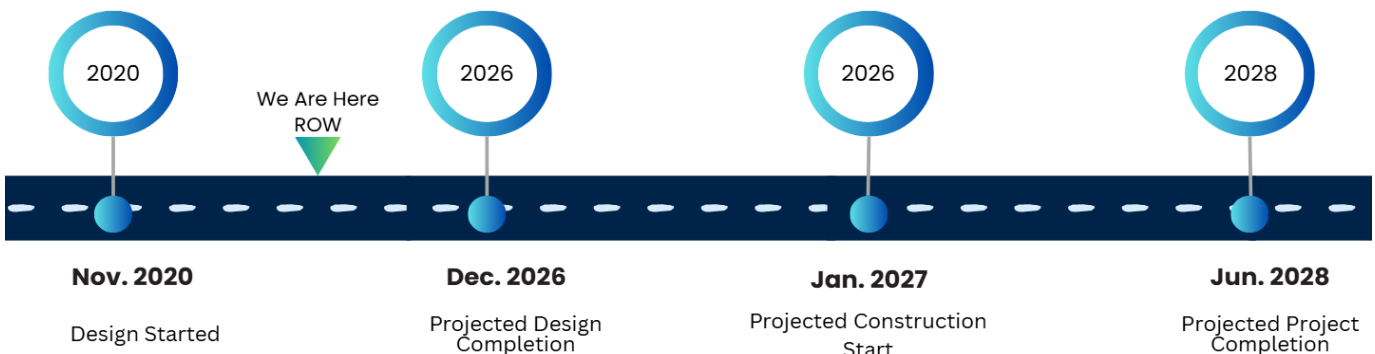 2020
We Are Here
ROW
2026
2026
2028
Nov. 2020
Dec. 2026
Jan. 2027
Jun. 2028
Design Started
Projected Design
Completion
Projected Construction
Start
Projected Project
Completion